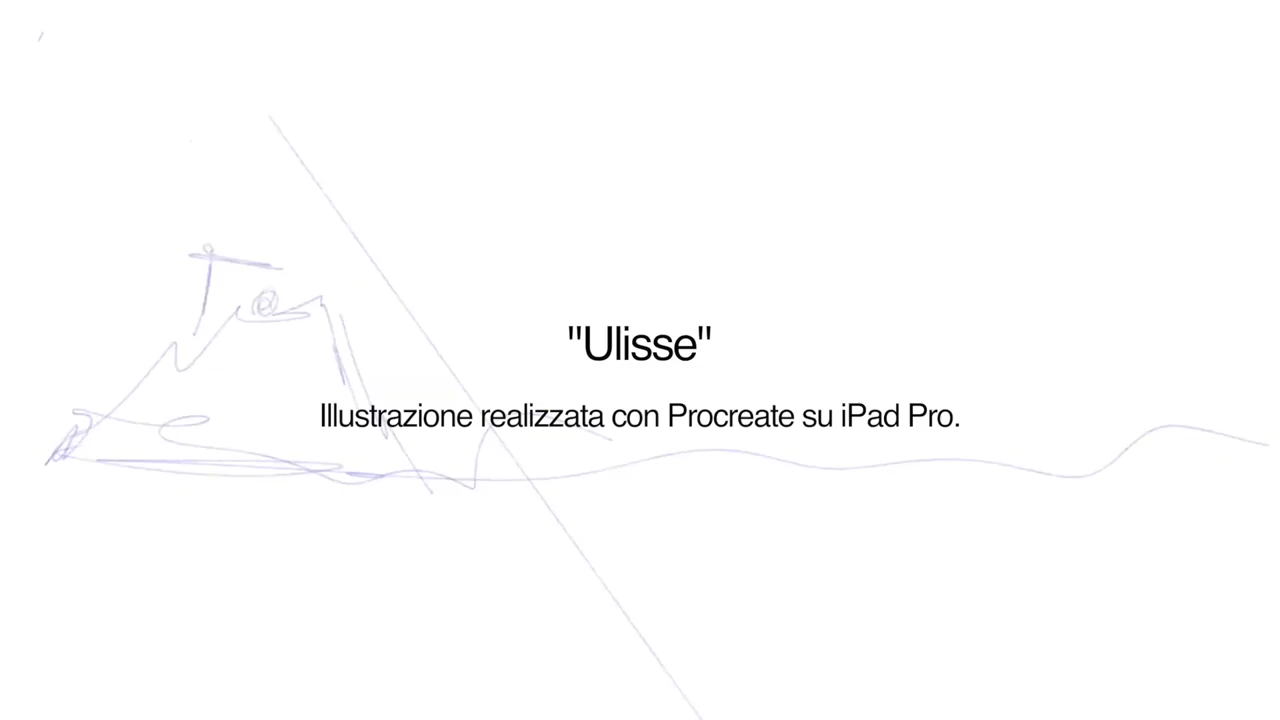 "Ulisse"
Illustrazione realizzata con Procreate su iPad Pro.